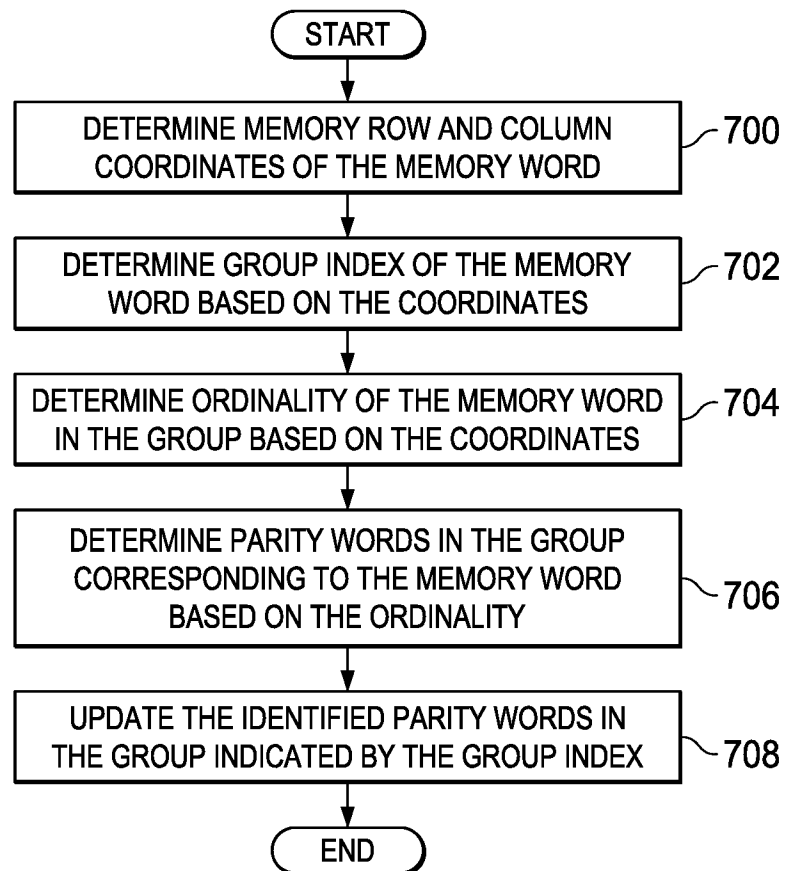 START
DETERMINE MEMORY ROW AND COLUMN
COORDINATES OF THE MEMORY WORD
700
DETERMINE GROUP INDEX OF THE MEMORY
WORD BASED ON THE COORDINATES
702
DETERMINE ORDINALITY OF THE MEMORY WORD
IN THE GROUP BASED ON THE COORDINATES
704
DETERMINE PARITY WORDS IN THE GROUP
CORRESPONDING TO THE MEMORY WORD
BASED ON THE ORDINALITY
706
UPDATE THE IDENTIFIED PARITY WORDS IN
THE GROUP INDICATED BY THE GROUP INDEX
708
END